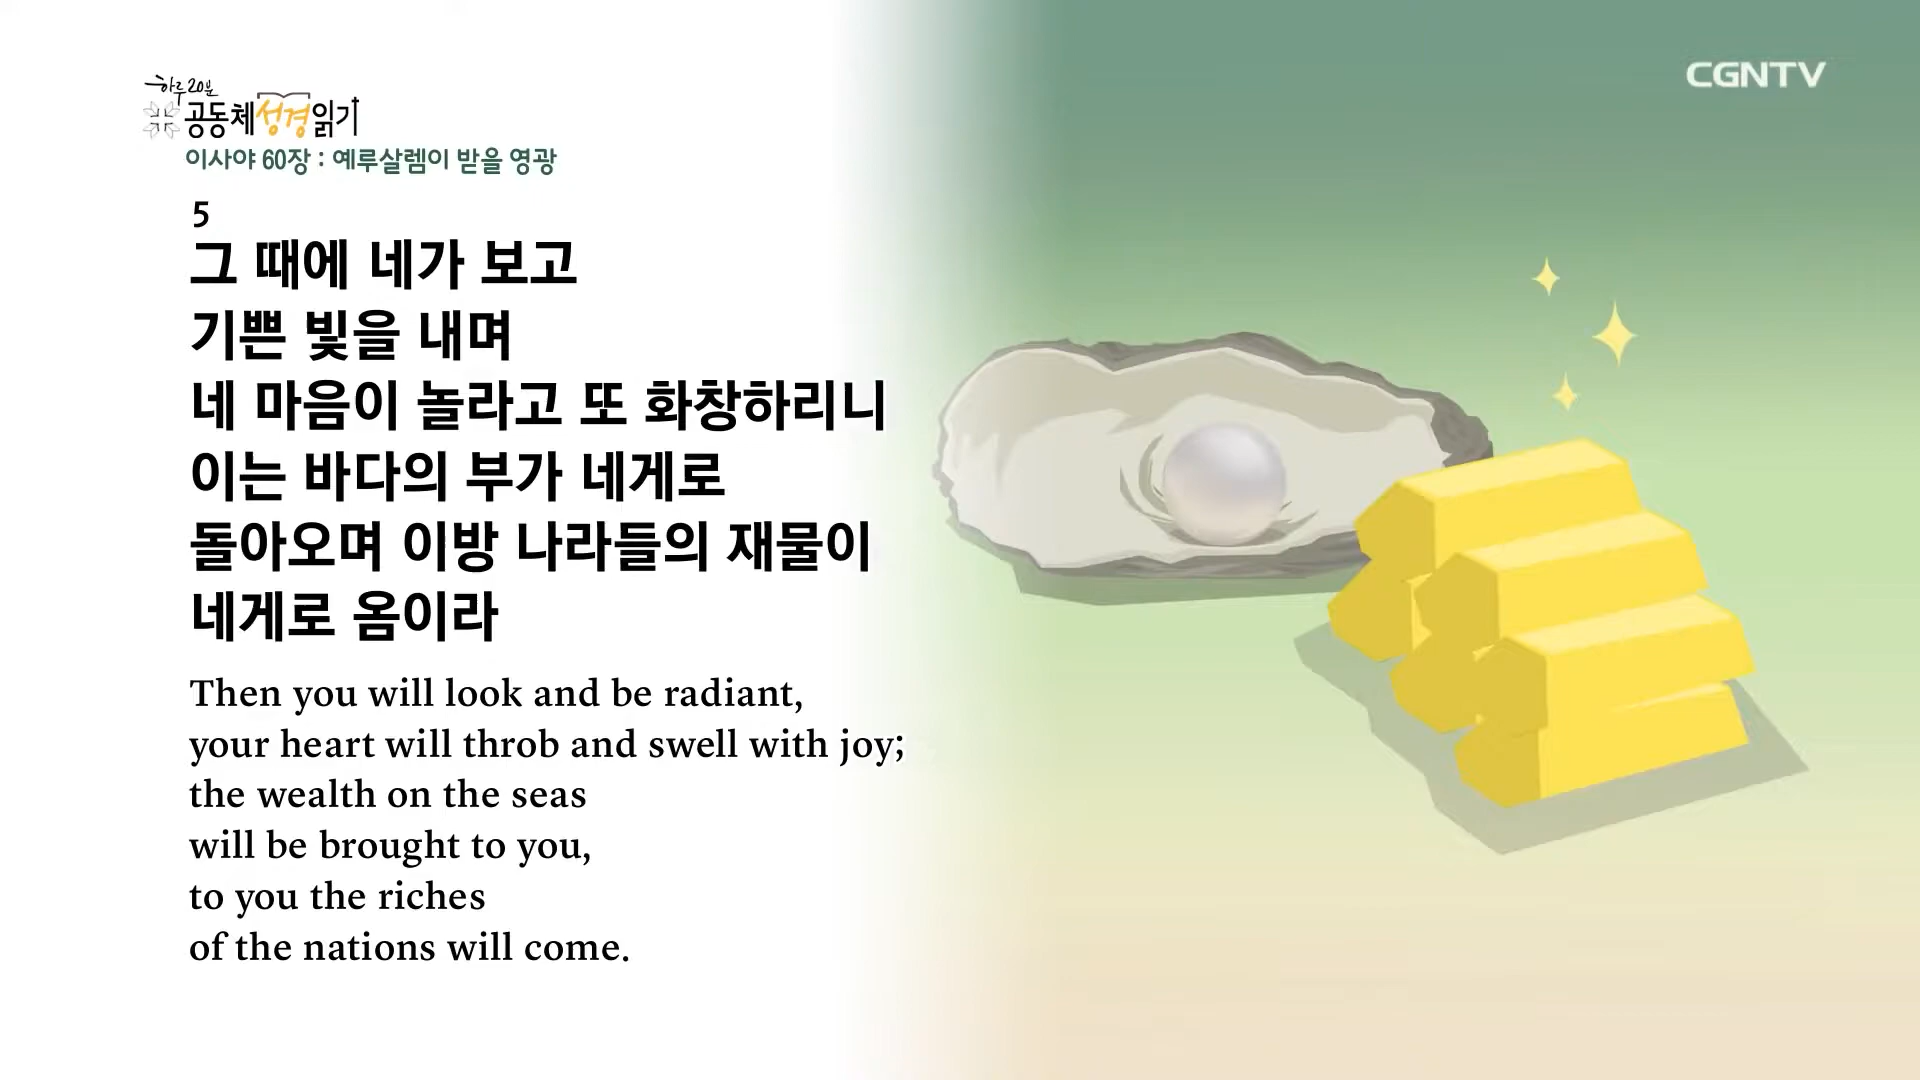 하루 20분
공동체성경읽기
CGNTV
이사야 60장 : 예루살렘이 받을 영광
5
그 때에 네가 보고
기쁜 빛을 내며
네 마음이 놀라고 또 화창하리니
이는 바다의 부가 네게로
돌아오며 이방 나라들의 재물이
네게로 옴이라
Then you will look and be radiant,
your heart will throb and swell with joy;
the wealth on the seas
will be brought to you,
to you the riches
of the nations will come.